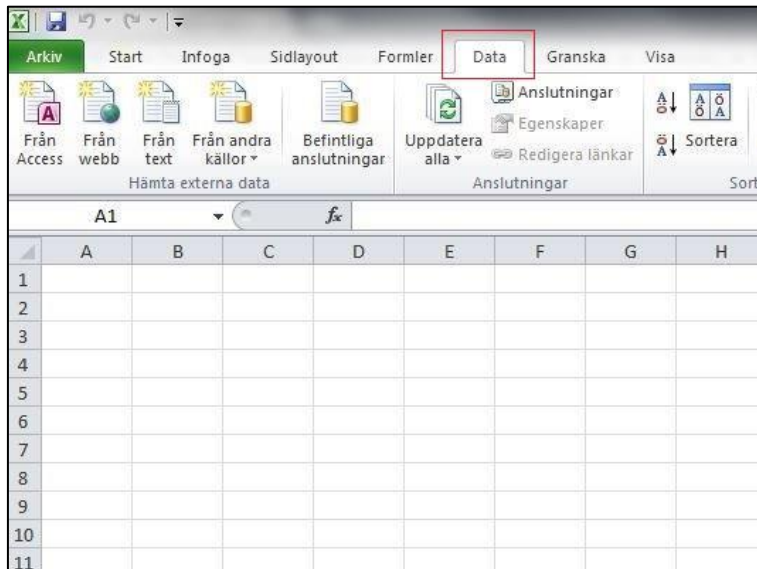 Arkiv Start Infoga Sidlayout Formler Data Granska Visa
Från Access
Från webb
Från text
Från andra källor
Befintliga anslutningar
Hämta externa data
Uppdatera alla
Anslutningar
Egenskaper
Redigera länkar
Anslutningar
A Ö
Ö A
A Ö
Ö A
Sortera
Sort
A1 fx
A B C D E F G H
1
2
3
4
5
6
7
8
9
10
11